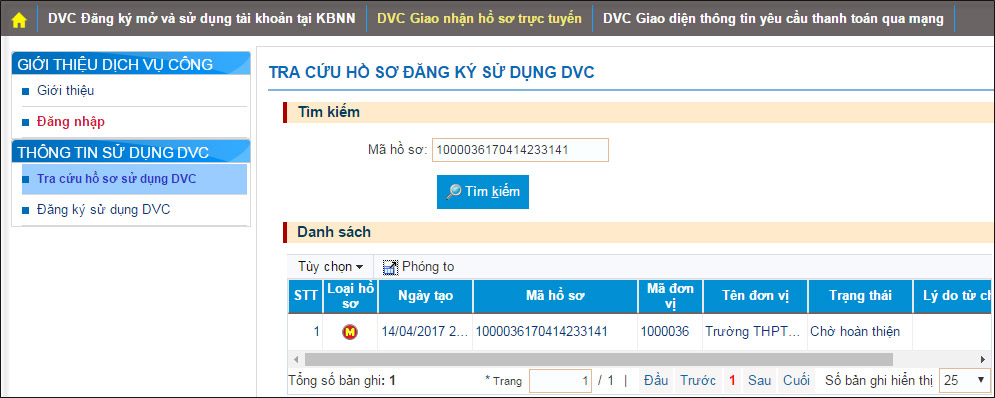 DVC Đăng ký mở và sử dụng tài khoản tại KBNN DVC Giao nhận hồ sơ trực tuyến DVC Giao diện thông tin yêu cầu thanh toán qua mạng
GIỚI THIỆU DỊCH VỤ CÔNG
Giới thiệu
Đăng nhập
THÔNG TIN SỬ DỤNG DVC
Tra cứu hồ sơ sử dụng DVC
Đăng ký sử dụng DVC
TRA CỨU HỒ SƠ ĐĂNG KÝ SỬ DỤNG DVC
Tìm kiếm
Mã hồ sơ: 1000036170414233141
Tìm kiếm
Danh sách
Tùy chọn Phóng to
STT Loại hồ sơ Ngày tạo Mã hồ sơ Mã đơn vị Tên đơn vị Trạng thái Lý do từ ch
1 M 14/04/2017 2... 1000036170414233141 1000036 Trường THPT... Chờ hoàn thiện
Tổng số bản ghi: 1 * Trang 1 / 1 | Đầu Trước 1 Sau Cuối Số bản ghi hiển thị 25